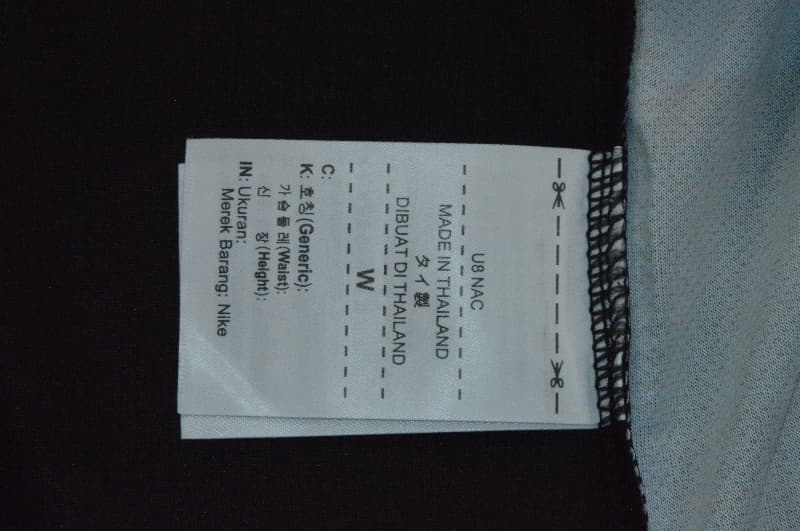 U8 NAC
MADE IN THAILAND
タイ製
DIBUAT DI THAILAND
W
C:
K: 호칭(Generic):
가슴둘레(Waist):
신 장(Height):
IN: Ukuran:
Merek Barang: Nike